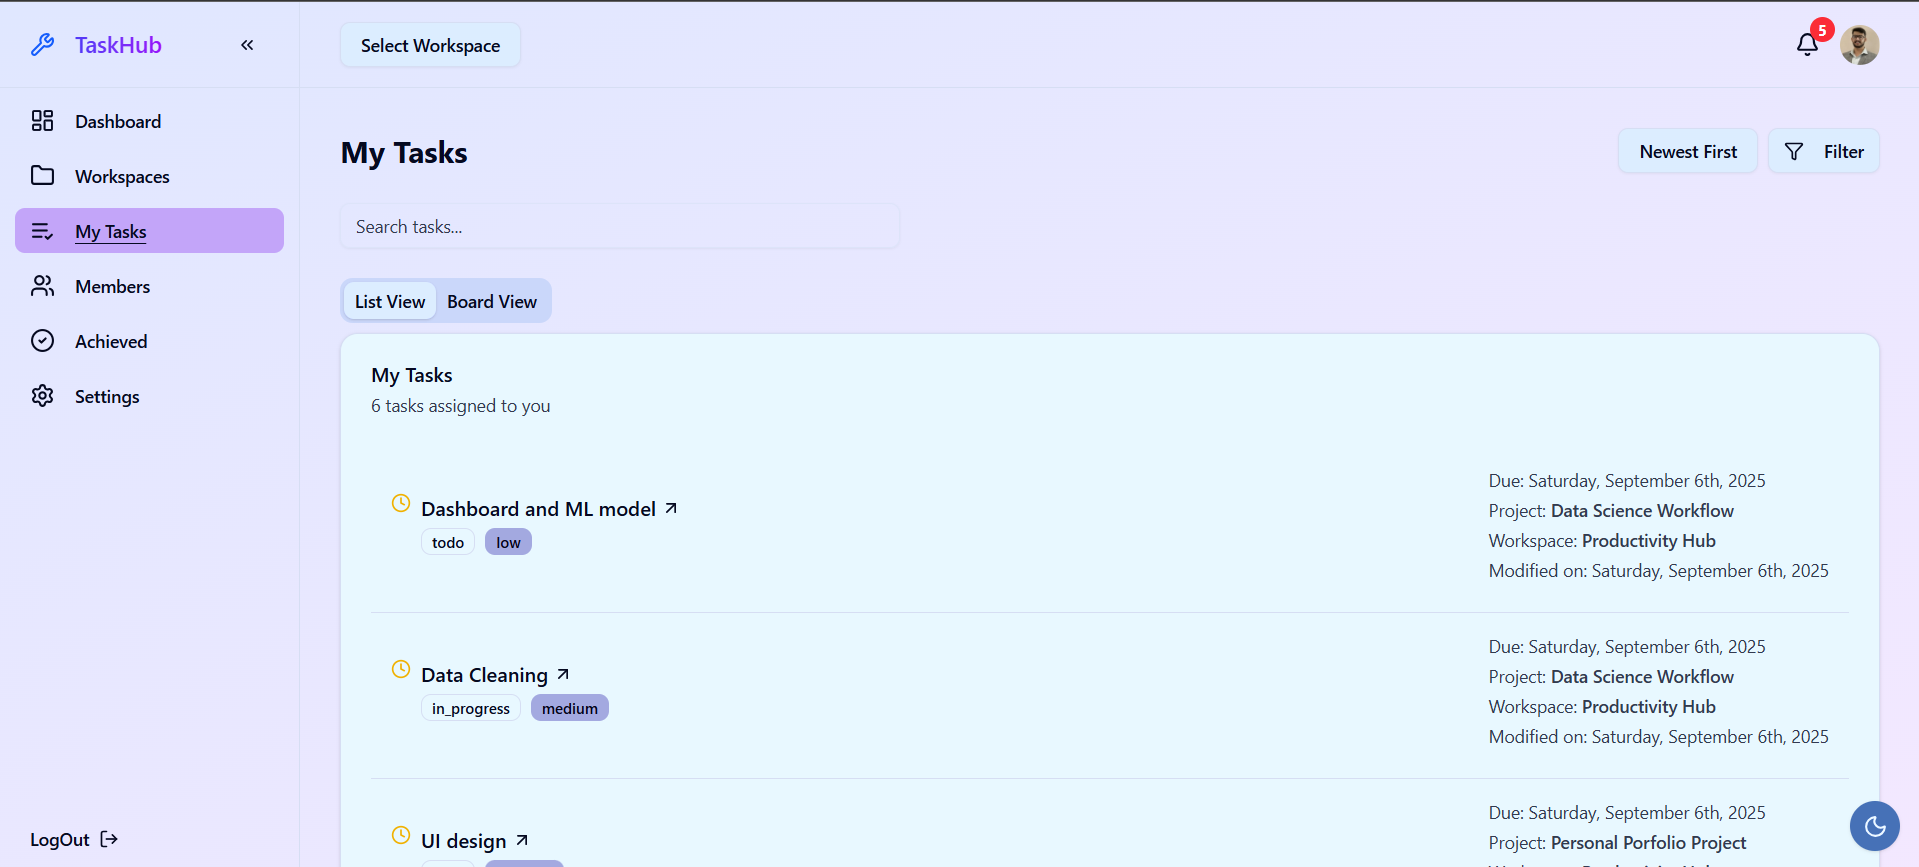 TaskHub
Select Workspace
5
Dashboard
Workspaces
My Tasks
Members
Achieved
Settings
LogOut
My Tasks
Newest First
Filter
Search tasks...
List View
Board View
My Tasks
6 tasks assigned to you
Dashboard and ML model
todo
low
Due: Saturday, September 6th, 2025
Project: Data Science Workflow
Workspace: Productivity Hub
Modified on: Saturday, September 6th, 2025
Data Cleaning
in_progress
medium
Due: Saturday, September 6th, 2025
Project: Data Science Workflow
Workspace: Productivity Hub
Modified on: Saturday, September 6th, 2025
UI design
Due: Saturday, September 6th, 2025
Project: Personal Porfolio Project